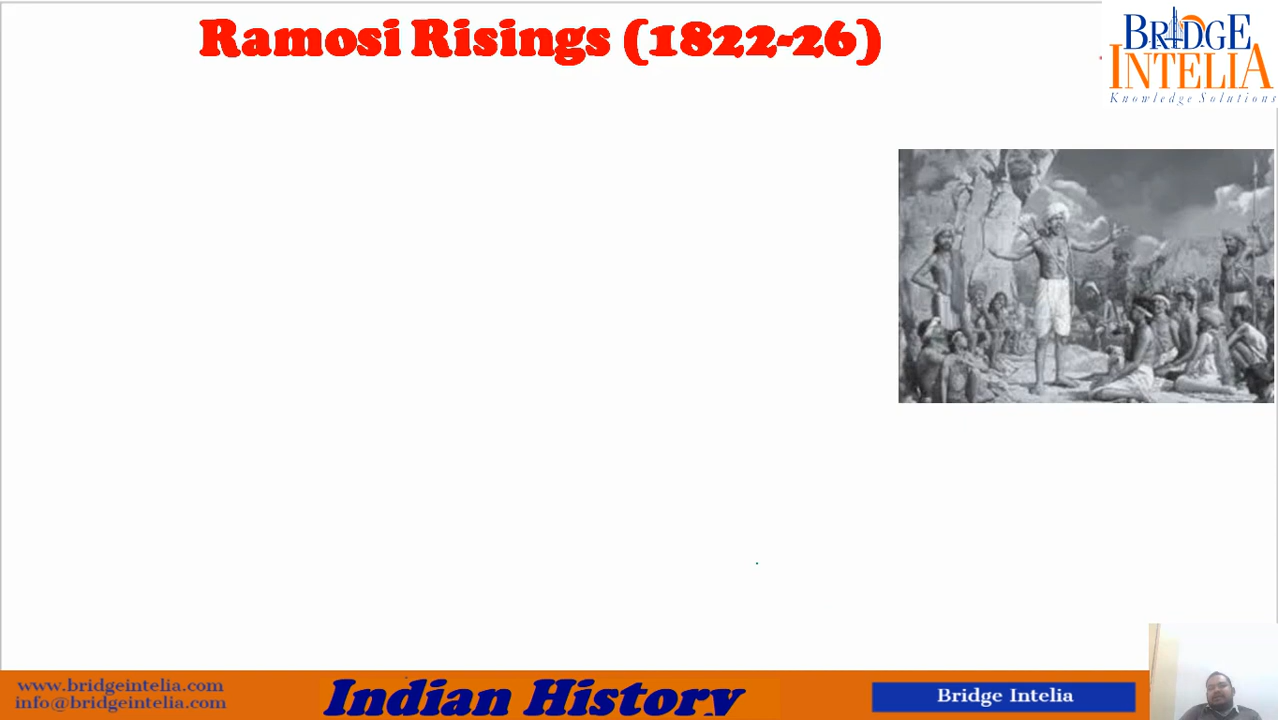 Ramosi Risings (1822-26)
BRIDGE
INTELIA
Knowledge Solutions
www.bridgeintelia.com
info@bridgeintelia.com
Indian History
Bridge Intelia